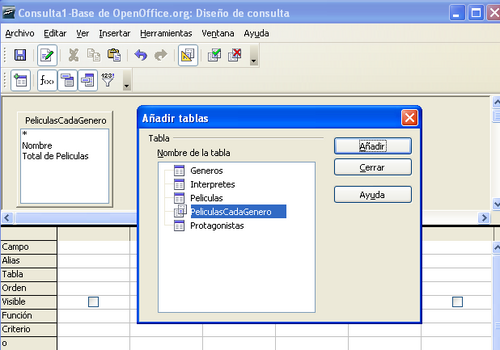 Consulta1-Base de OpenOffice.org: Diseño de consulta
Archivo Editar Ver Insertar Herramientas Ventana Ayuda
f(x)
PeliculasCadaGenero
*
Nombre
Total de Peliculas
Añadir tablas
Tabla
Nombre de la tabla
Generos
Interpretes
Peliculas
PeliculasCadaGenero
Protagonistas
Añadir
Cerrar
Ayuda
Campo
Alias
Tabla
Orden
Visible
Función
Criterio
o